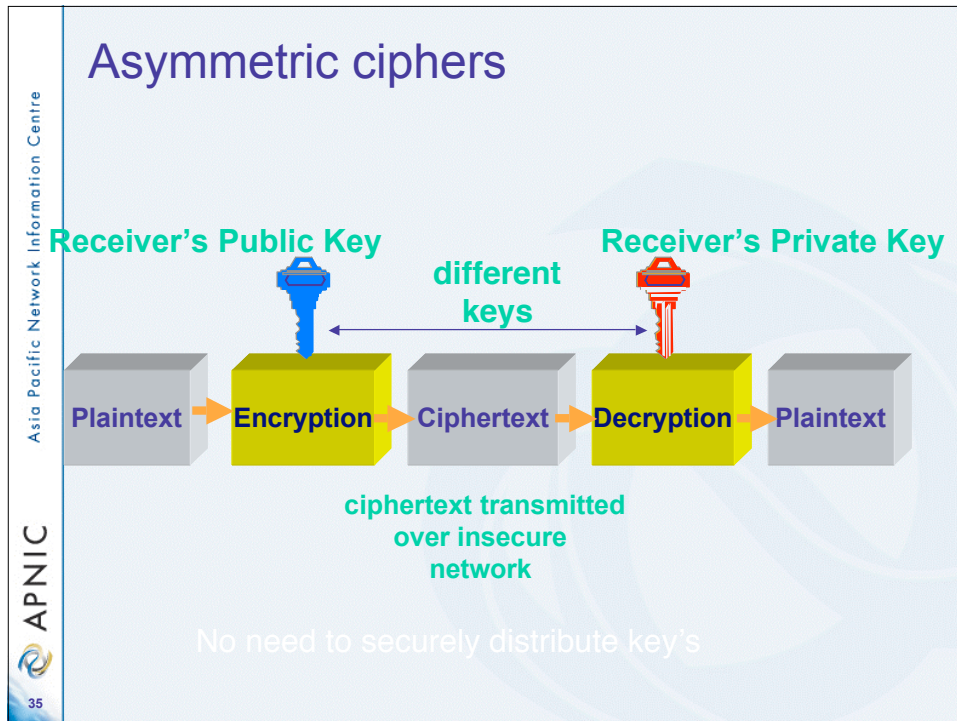 Asymmetric ciphers
Asia Pacific Network Information Centre
Receiver's Public Key
Receiver's Private Key
different
keys
Plaintext
Encryption
Ciphertext
Decryption
Plaintext
ciphertext transmitted
over insecure
network
No need to securely distribute key's
APNIC
35